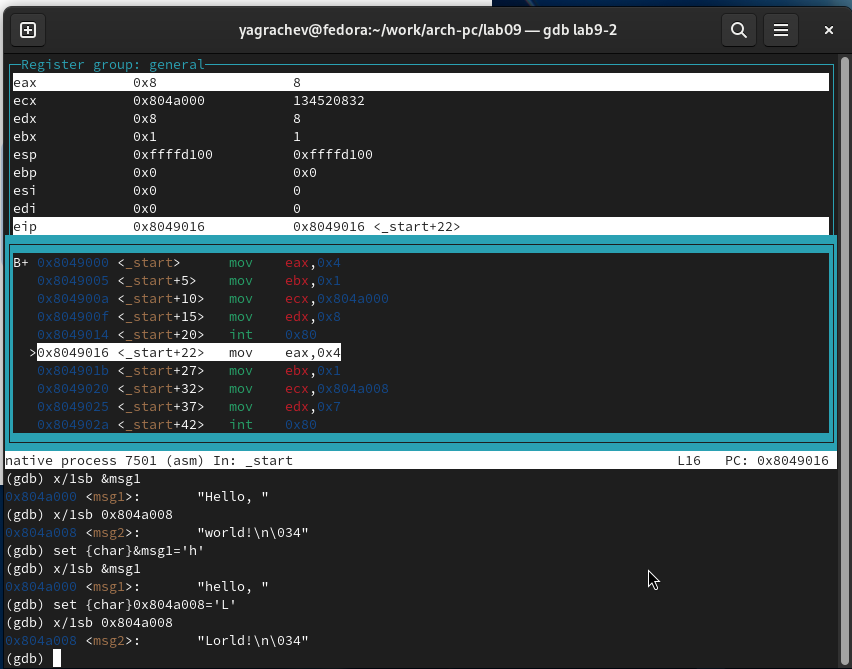 yagrachev@fedora:~/work/arch-pc/lab09 — gdb lab9-2
Register group: general
eax 0x8 8
ecx 0x804a000 134520832
edx 0x8 8
ebx 0x1 1
esp 0xffffd100 0xffffd100
ebp 0x0 0x0
esi 0x0 0
edi 0x0 0
eip 0x8049016 0x8049016 <_start+22>
B+ 0x8049000 <_start> mov eax,0x4
0x8049005 <_start+5> mov ebx,0x1
0x804900a <_start+10> mov ecx,0x804a000
0x804900f <_start+15> mov edx,0x8
0x8049014 <_start+20> int 0x80
>0x8049016 <_start+22> mov eax,0x4
0x804901b <_start+27> mov ebx,0x1
0x8049020 <_start+32> mov ecx,0x804a008
0x8049025 <_start+37> mov edx,0x7
0x804902a <_start+42> int 0x80
native process 7501 (asm) In: _start L16 PC: 0x8049016
(gdb) x/1sb &msg1
0x804a000 <msg1>: "Hello, "
(gdb) x/1sb 0x804a008
0x804a008 <msg2>: "world!\n\034"
(gdb) set {char}&msg1='h'
(gdb) x/1sb &msg1
0x804a000 <msg1>: "hello, "
(gdb) set {char}0x804a008='L'
(gdb) x/1sb 0x804a008
0x804a008 <msg2>: "Lorld!\n\034"
(gdb)